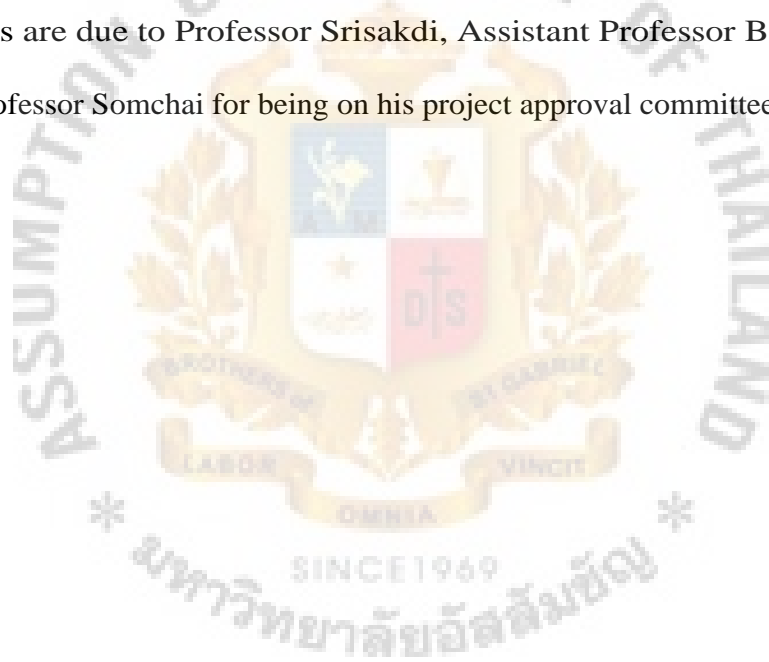 s are due to Professor Srisakdi, Assistant Professor B
ofessor Somchai for being on his project approval committee
ASSUMPTION OF THAILAND
A M
D S
BROTHERS of ST GABRIEL
LABOR VINCIT
OMNIA
SINCE1969
* มหาวิทยาลัยอัสสัมชัญ *